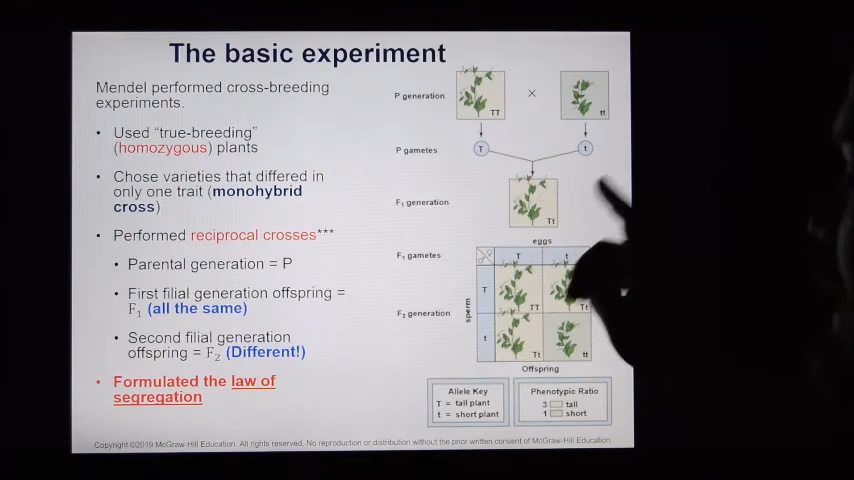 The basic experiment
Mendel performed cross-breeding
experiments.
• Used "true-breeding"
(homozygous) plants
• Chose varieties that differed in
only one trait (monohybrid
cross)
• Performed reciprocal crosses***
• Parental generation = P
• First filial generation offspring =
F₁ (all the same)
• Second filial generation
offspring = F₂ (Different!)
• Formulated the law of
segregation
P generation
TT
×
tt
P gametes
T
t
F₁ generation
Tt
eggs
F₁ gametes
T
t
F₂ generation
sperm
T
TT
Tt
t
Tt
tt
Offspring
Allele Key
T = tall plant
t = short plant
Phenotypic Ratio
3 tall
1 short
Copyright ©2019 McGraw-Hill Education. All rights reserved. No reproduction or distribution without the prior written consent of McGraw-Hill Education.